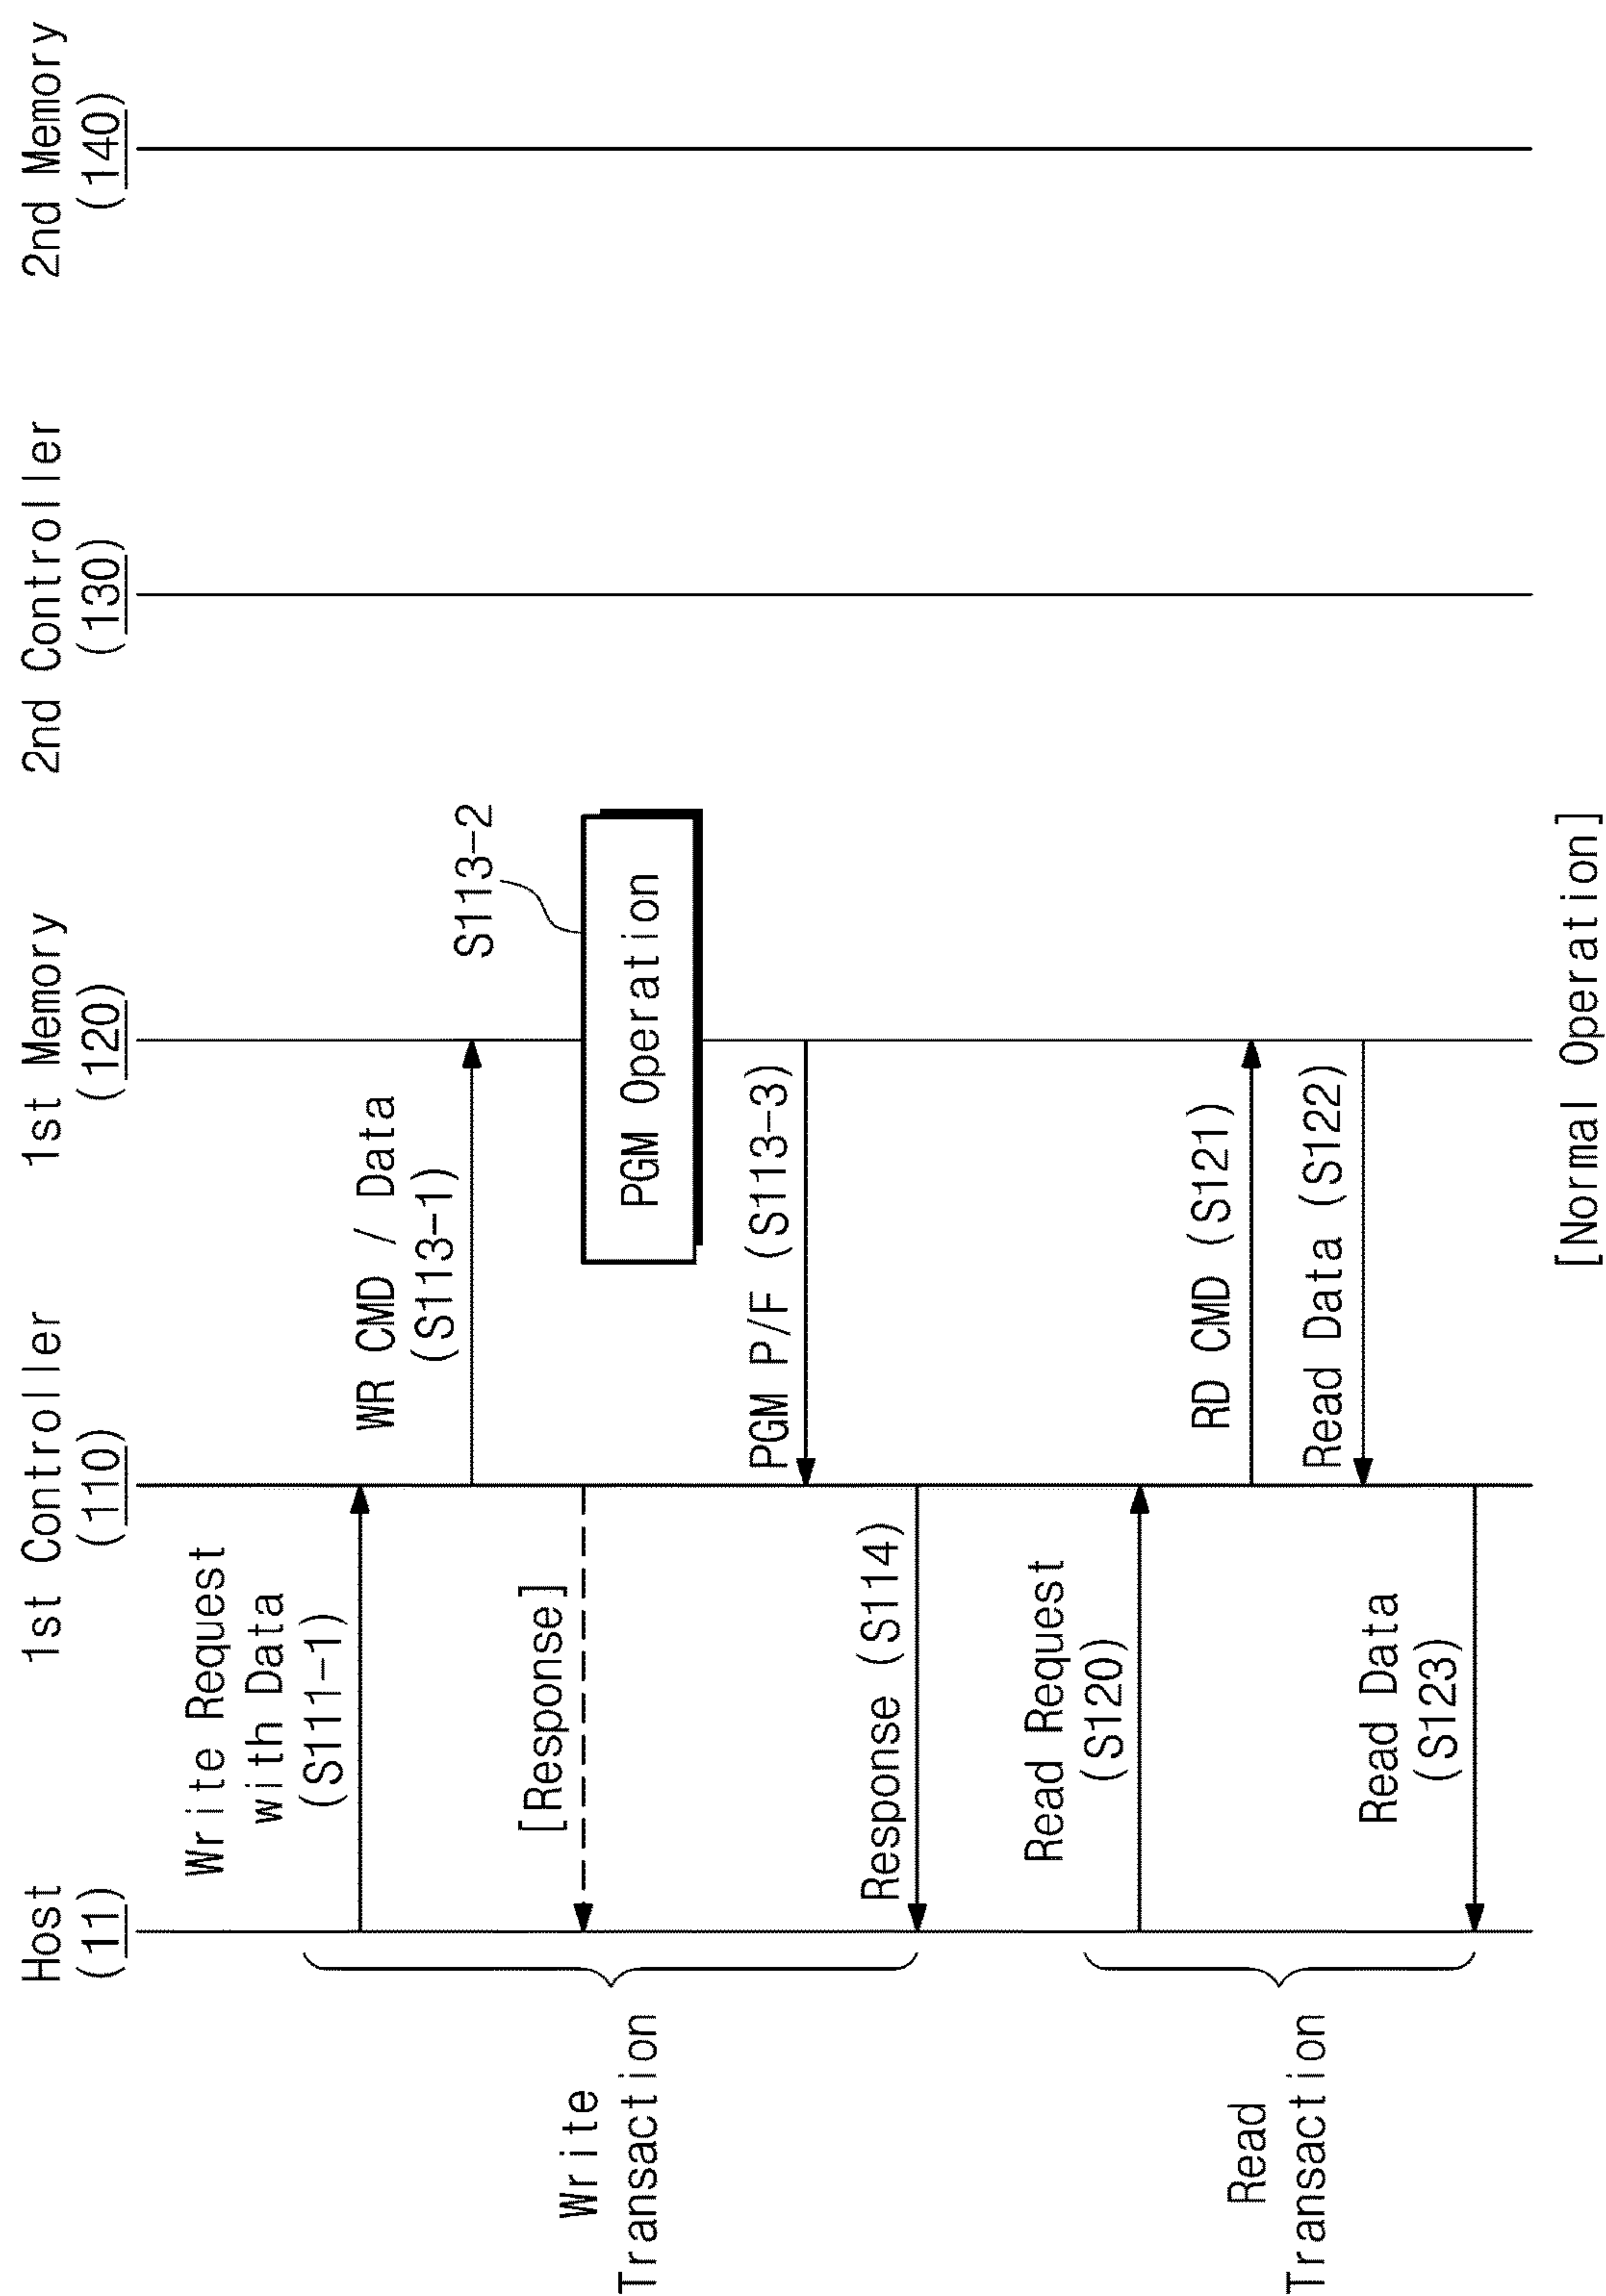 Host
(11)
1st Controller
(110)
1st Memory
(120)
2nd Controller
(130)
2nd Memory
(140)
Write Request
with Data
(S111-1)
WR CMD / Data
(S113-1)
S113-2
[Response]
PGM Operation
Write
Transaction
PGM P/F (S113-3)
Response (S114)
Read Request
(S120)
RD CMD (S121)
Read
Transaction
Read Data (S122)
Read Data
(S123)
[Normal Operation]